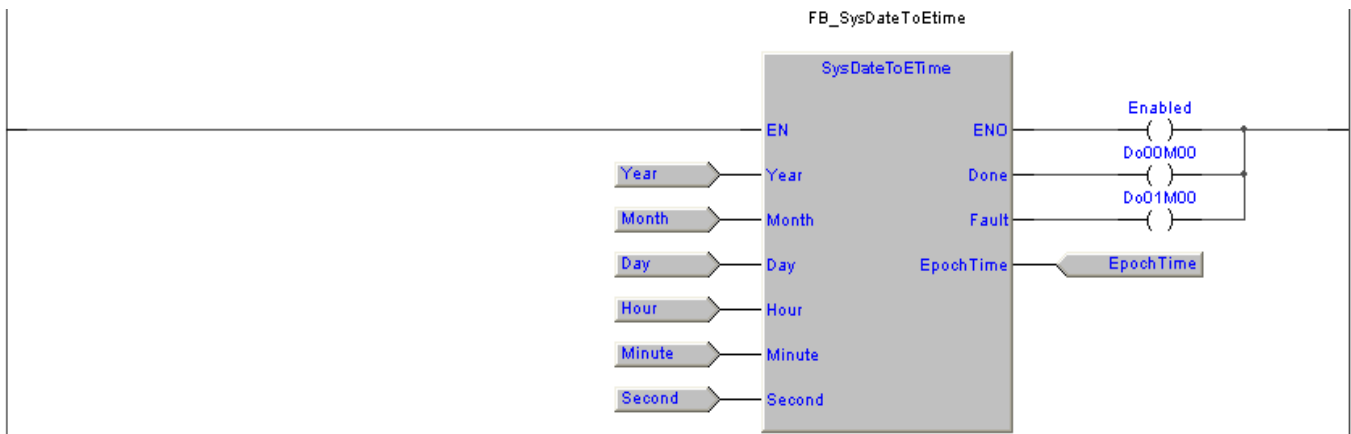 FB_SysDateToEtime
SysDateToETime
Enabled
EN ENO
Do00M00
Year Year Done
Do01M00
Month Month Fault
Day Day EpochTime EpochTime
Hour Hour
Minute Minute
Second Second